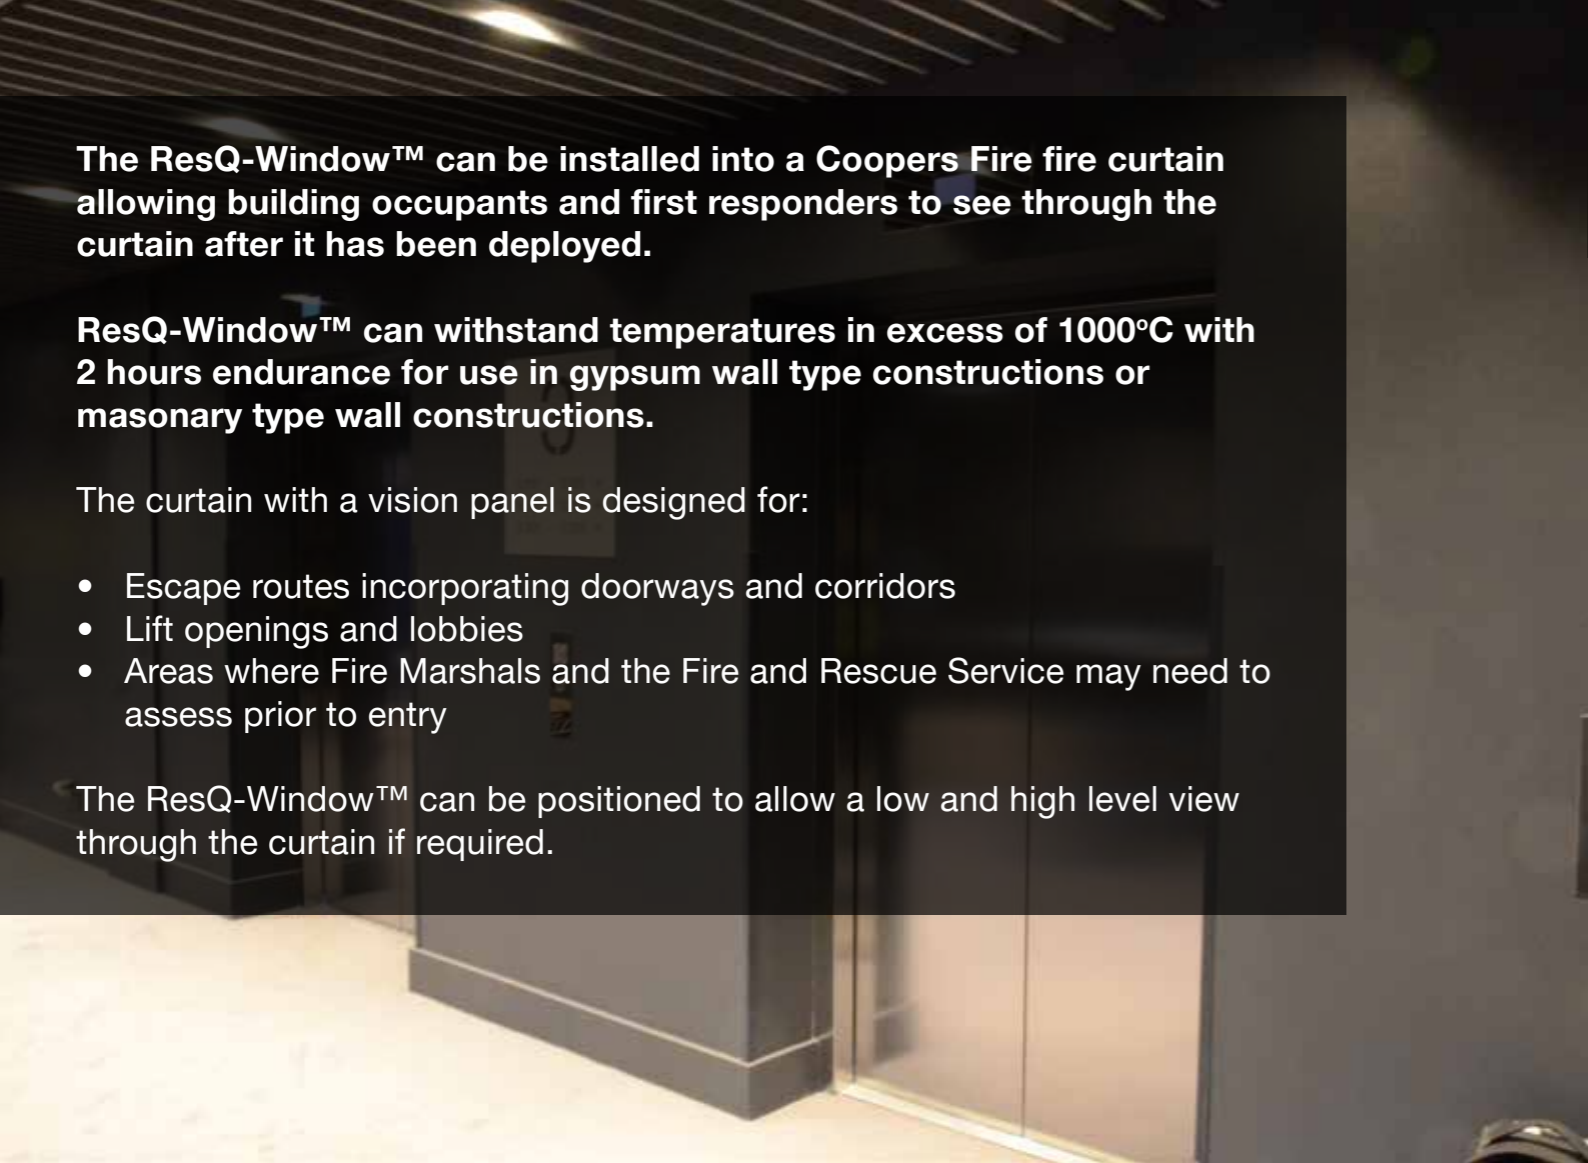 The ResQ-Window™ can be installed into a Coopers Fire fire curtain
allowing building occupants and first responders to see through the
curtain after it has been deployed.
ResQ-Window™ can withstand temperatures in excess of 1000ºC with
2 hours endurance for use in gypsum wall type constructions or
masonary type wall constructions.
The curtain with a vision panel is designed for:
• Escape routes incorporating doorways and corridors
• Lift openings and lobbies
• Areas where Fire Marshals and the Fire and Rescue Service may need to
assess prior to entry
The ResQ-Window™ can be positioned to allow a low and high level view
through the curtain if required.